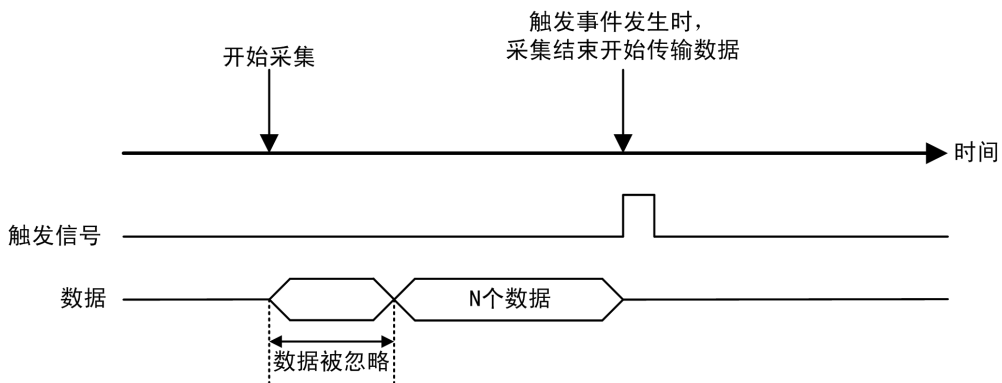 触发事件发生时，
采集结束开始传输数据
开始采集
时间
触发信号
数据
N个数据
数据被忽略